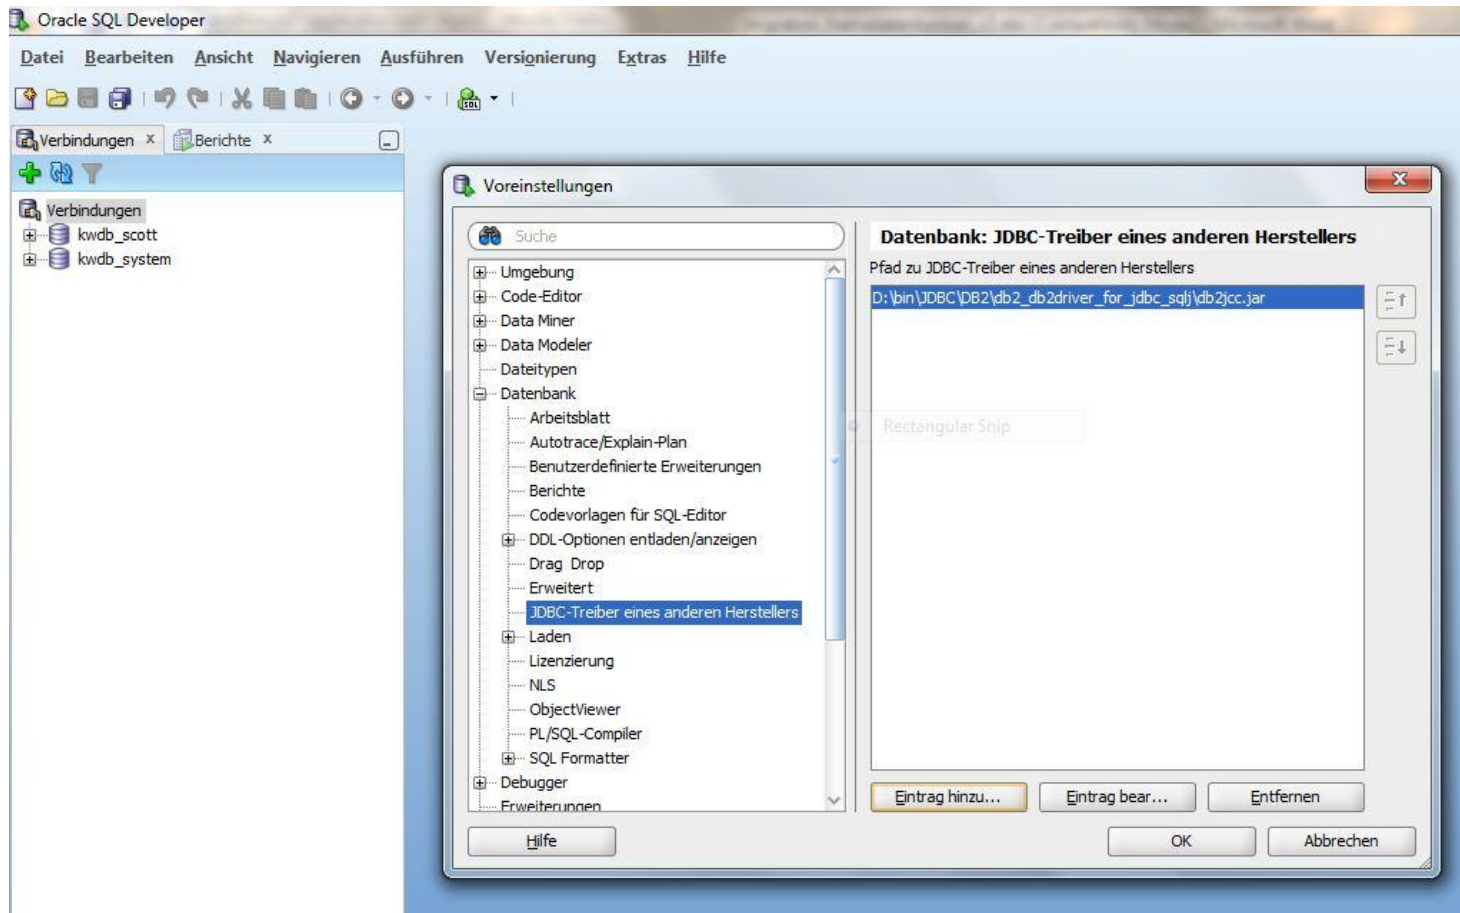 Oracle SQL Developer
Datei Bearbeiten Ansicht Navigieren Ausführen Versionierung Extras Hilfe
SQL
Verbindungen x Berichte x
Verbindungen
kwdb_scott
kwdb_system
Voreinstellungen
Suche
Umgebung
Code-Editor
Data Miner
Data Modeler
Dateitypen
Datenbank
Arbeitsblatt
Autotrace/Explain-Plan
Benutzerdefinierte Erweiterungen
Berichte
Codevorlagen für SQL-Editor
DDL-Optionen entladen/anzeigen
Drag Drop
Erweitert
JDBC-Treiber eines anderen Herstellers
Laden
Lizenzierung
NLS
ObjectViewer
PL/SQL-Compiler
SQL Formatter
Debugger
Erweiterungen
Datenbank: JDBC-Treiber eines anderen Herstellers
Pfad zu JDBC-Treiber eines anderen Herstellers
D:\bin\JDBC\DB2\db2_db2driver_for_jdbc_sqlj\db2jcc.jar
Rectangular Snip
Eintrag hinzu... Eintrag bear... Entfernen
Hilfe OK Abbrechen